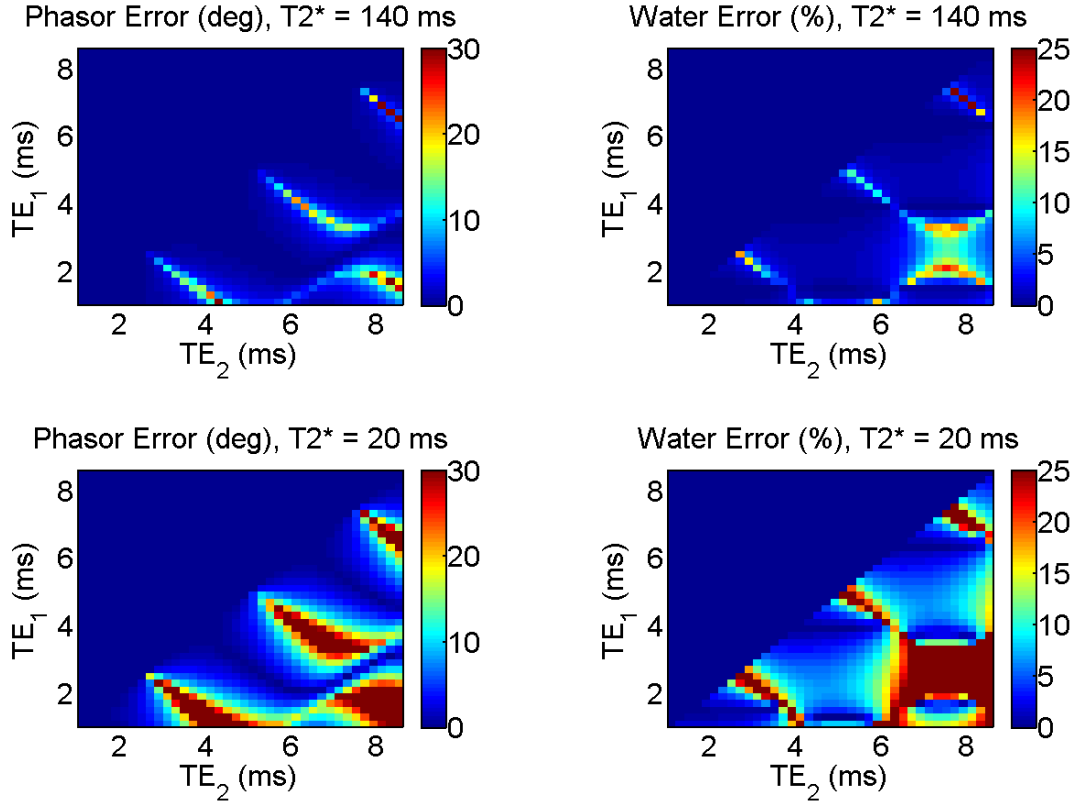 Phasor Error (deg), T2* = 140 ms
8
6
4
2
TE1 (ms)
2 4 6 8
TE2 (ms)
30
20
10
0
Water Error (%), T2* = 140 ms
8
6
4
2
TE1 (ms)
2 4 6 8
TE2 (ms)
25
20
15
10
5
0
Phasor Error (deg), T2* = 20 ms
8
6
4
2
TE1 (ms)
2 4 6 8
TE2 (ms)
30
20
10
0
Water Error (%), T2* = 20 ms
8
6
4
2
TE1 (ms)
2 4 6 8
TE2 (ms)
25
20
15
10
5
0